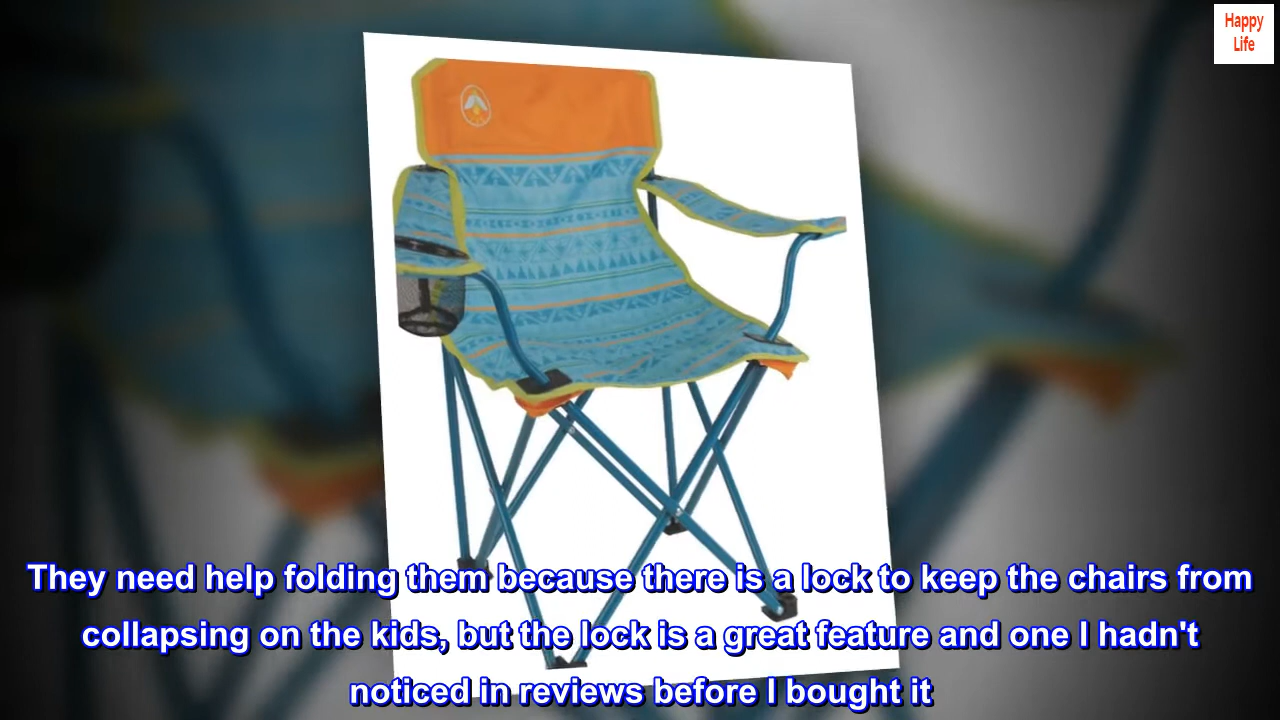 Happy
Life
They need help folding them because there is a lock to keep the chairs from
collapsing on the kids, but the lock is a great feature and one I hadn't
noticed in reviews before I bought it